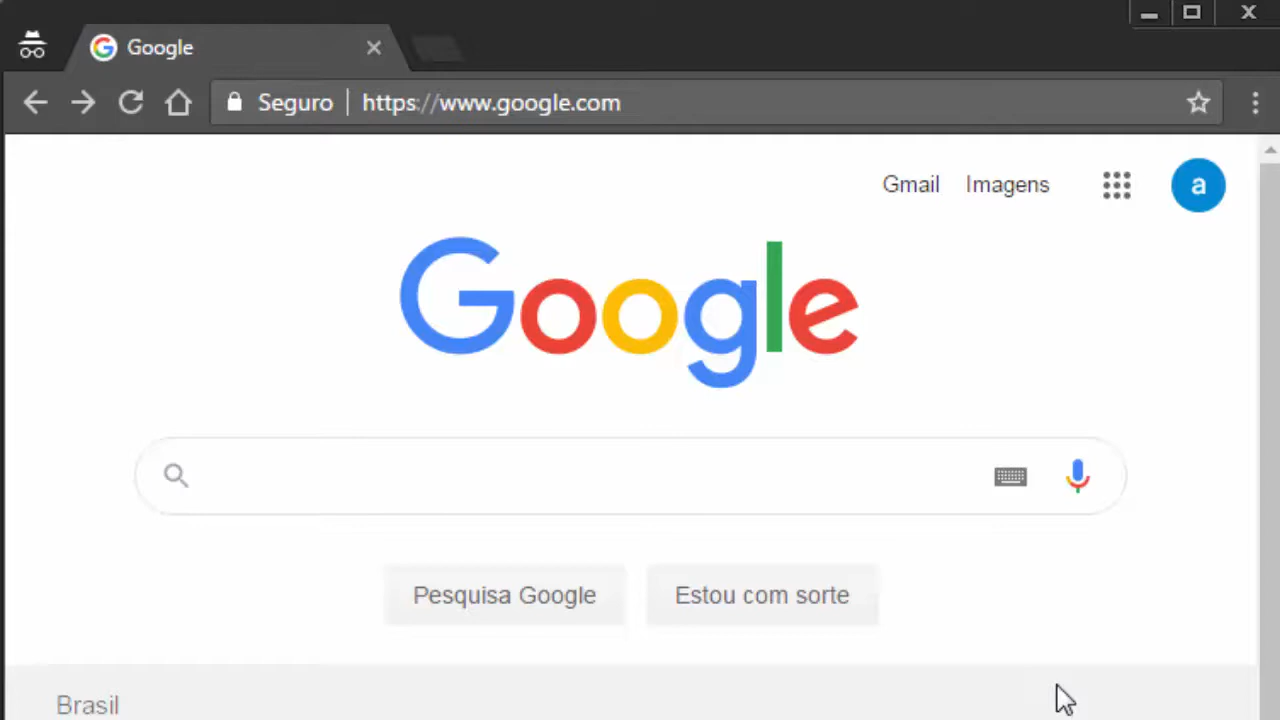 Google
Seguro | https://www.google.com
Gmail Imagens a
Google
Pesquisa Google Estou com sorte
Brasil